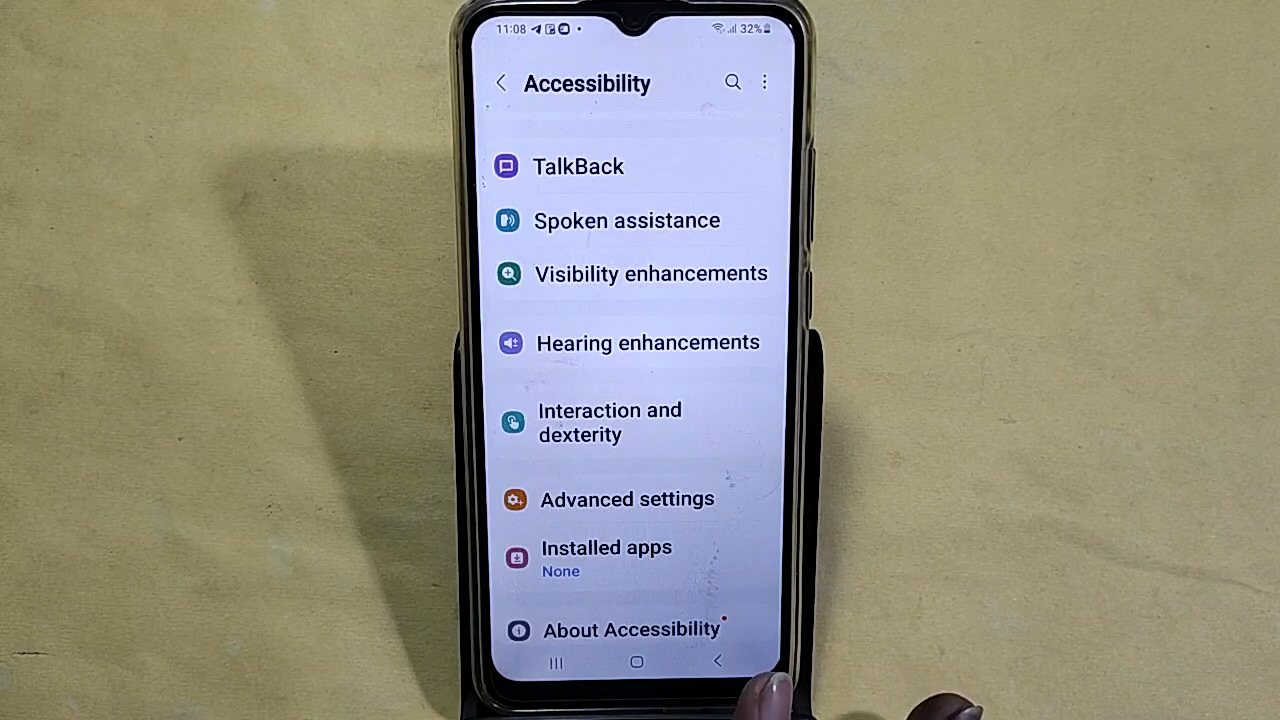 11:08 32%
Accessibility
TalkBack
Spoken assistance
Visibility enhancements
Hearing enhancements
Interaction and
dexterity
Advanced settings
Installed apps
None
About Accessibility